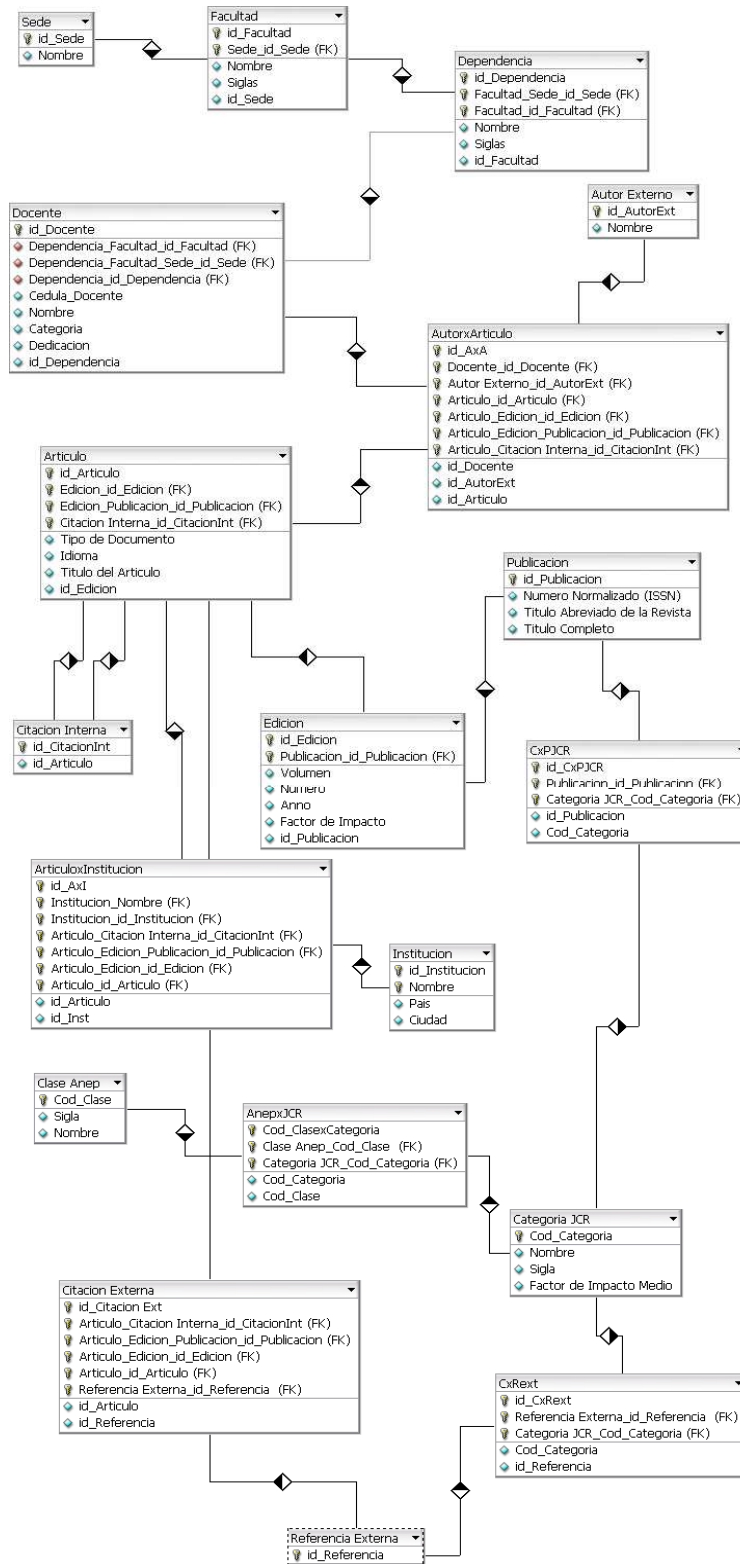 Sede
id_Sede
Nombre
Facultad
id_Facultad
Sede_id_Sede (FK)
Nombre
Siglas
id_Sede
Dependencia
id_Dependencia
Facultad_Sede_id_Sede (FK)
Facultad_id_Facultad (FK)
Nombre
Siglas
id_Facultad
Docente
id_Docente
Dependencia_Facultad_id_Facultad (FK)
Dependencia_Facultad_Sede_id_Sede (FK)
Dependencia_id_Dependencia (FK)
Cedula_Docente
Nombre
Categoria
Dedicacion
id_Dependencia
Autor Externo
id_AutorExt
Nombre
AutorxArticulo
id_AxA
Docente_id_Docente (FK)
Autor Externo_id_AutorExt (FK)
Articulo_id_Articulo (FK)
Articulo_Edicion_id_Edicion (FK)
Articulo_Edicion_Publicacion_id_Publicacion (FK)
Articulo_Citacion Interna_id_CitacionInt (FK)
id_Docente
id_AutorExt
id_Articulo
Articulo
id_Articulo
Edicion_id_Edicion (FK)
Edicion_Publicacion_id_Publicacion (FK)
Citacion Interna_id_CitacionInt (FK)
Tipo de Documento
Idioma
Titulo del Articulo
id_Edicion
Publicacion
id_Publicacion
Numero Normalizado (ISSN)
Titulo Abreviado de la Revista
Titulo Completo
Citacion Interna
id_CitacionInt
id_Articulo
Edicion
id_Edicion
Publicacion_id_Publicacion (FK)
Volumen
Numero
Anno
Factor de Impacto
id_Publicacion
CxPJCR
id_CxPJCR
Publicacion_id_Publicacion (FK)
Categoria JCR_Cod_Categoria (FK)
id_Publicacion
Cod_Categoria
ArticuloxInstitucion
id_AxI
Institucion_Nombre (FK)
Institucion_id_Institucion (FK)
Articulo_Citacion Interna_id_CitacionInt (FK)
Articulo_Edicion_Publicacion_id_Publicacion (FK)
Articulo_Edicion_id_Edicion (FK)
Articulo_id_Articulo (FK)
id_Articulo
id_Inst
Institucion
id_Institucion
Nombre
Pais
Ciudad
Clase Anep
Cod_Clase
Sigla
Nombre
AnepxJCR
Cod_ClasexCategoria
Clase Anep_Cod_Clase (FK)
Categoria JCR_Cod_Categoria (FK)
Cod_Categoria
Cod_Clase
Categoria JCR
Cod_Categoria
Nombre
Sigla
Factor de Impacto Medio
Citacion Externa
id_Citacion Ext
Articulo_Citacion Interna_id_CitacionInt (FK)
Articulo_Edicion_Publicacion_id_Publicacion (FK)
Articulo_Edicion_id_Edicion (FK)
Articulo_id_Articulo (FK)
Referencia Externa_id_Referencia (FK)
id_Articulo
id_Referencia
CxRext
id_CxRext
Referencia Externa_id_Referencia (FK)
Categoria JCR_Cod_Categoria (FK)
Cod_Categoria
id_Referencia
Referencia Externa
id_Referencia